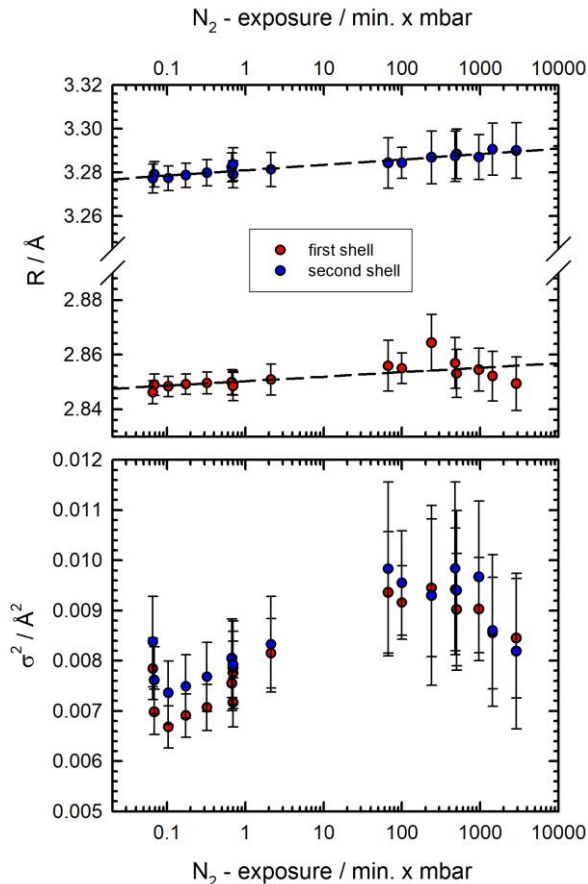 N₂ - exposure / min. x mbar
0.1 1 10 100 1000 10000
3.32
3.30
3.28
3.26
R / Å
first shell
second shell
2.88
2.86
2.84
0.012
0.011
0.010
0.009
0.008
0.007
0.006
0.005
σ² / Å²
0.1 1 10 100 1000 10000
N₂ - exposure / min. x mbar